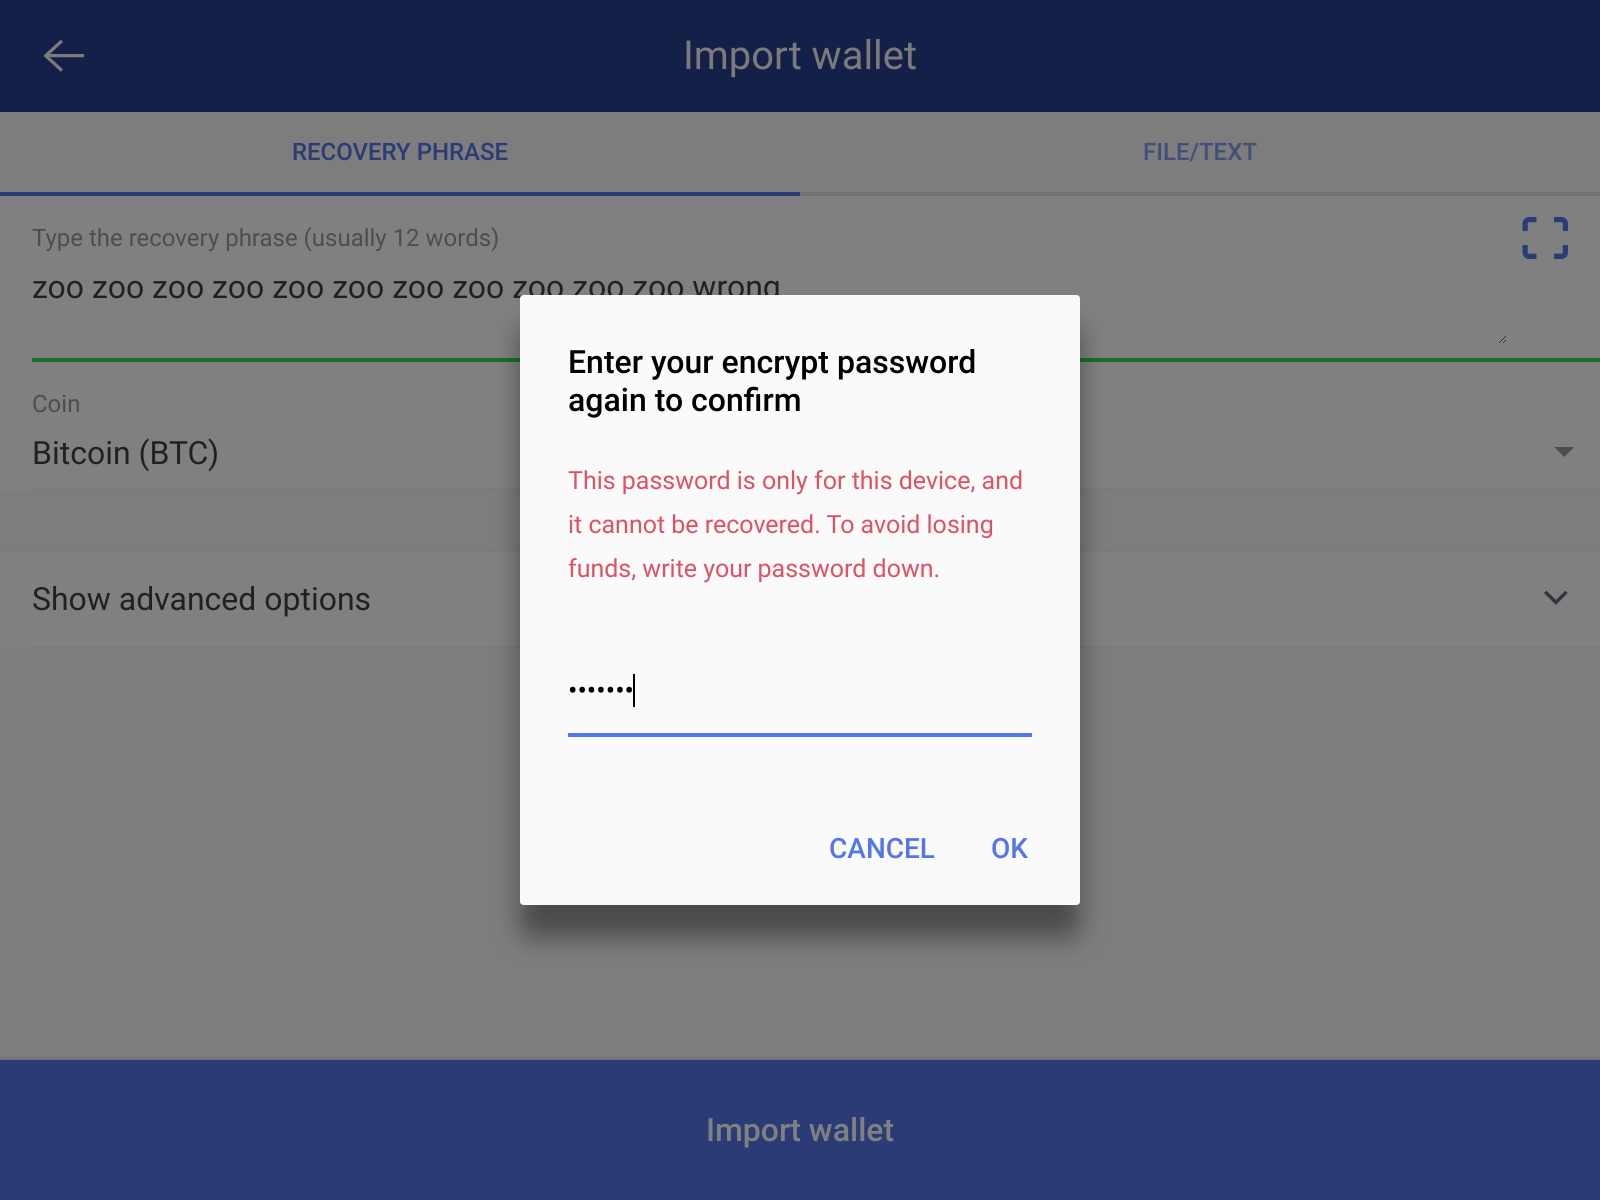 Import wallet
RECOVERY PHRASE
FILE/TEXT
Type the recovery phrase (usually 12 words)
zoo zoo zoo zoo zoo zoo zoo zoo zoo zoo zoo wrong
Coin
Bitcoin (BTC)
Show advanced options
Enter your encrypt password
again to confirm
This password is only for this device, and
it cannot be recovered. To avoid losing
funds, write your password down.
•••••••
CANCEL
OK
Import wallet